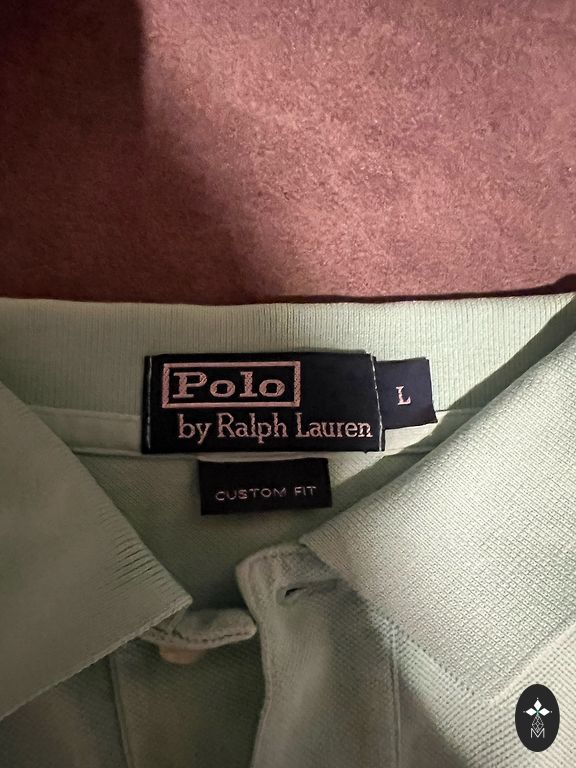 Polo
by Ralph Lauren
L
CUSTOM FIT
M